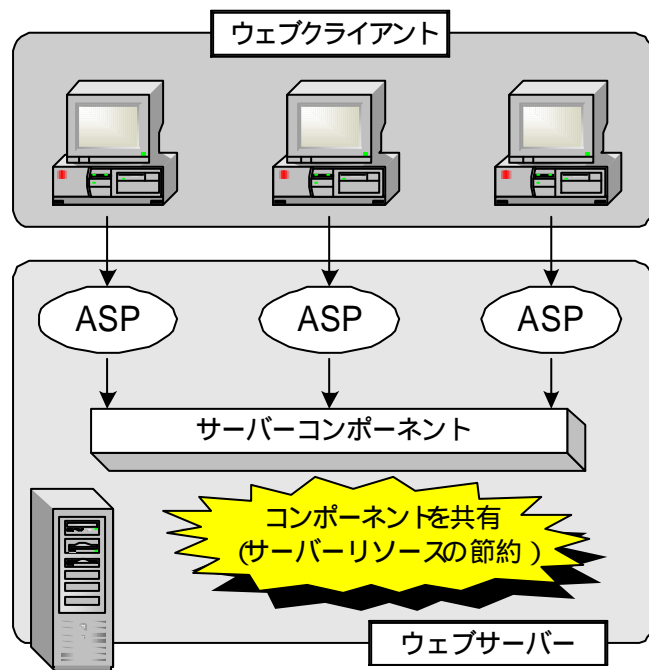 ウェブクライアント
ASP ASP ASP
サーバーコンポーネント
コンポーネントを共有
(サーバーリソースの節約)
ウェブサーバー